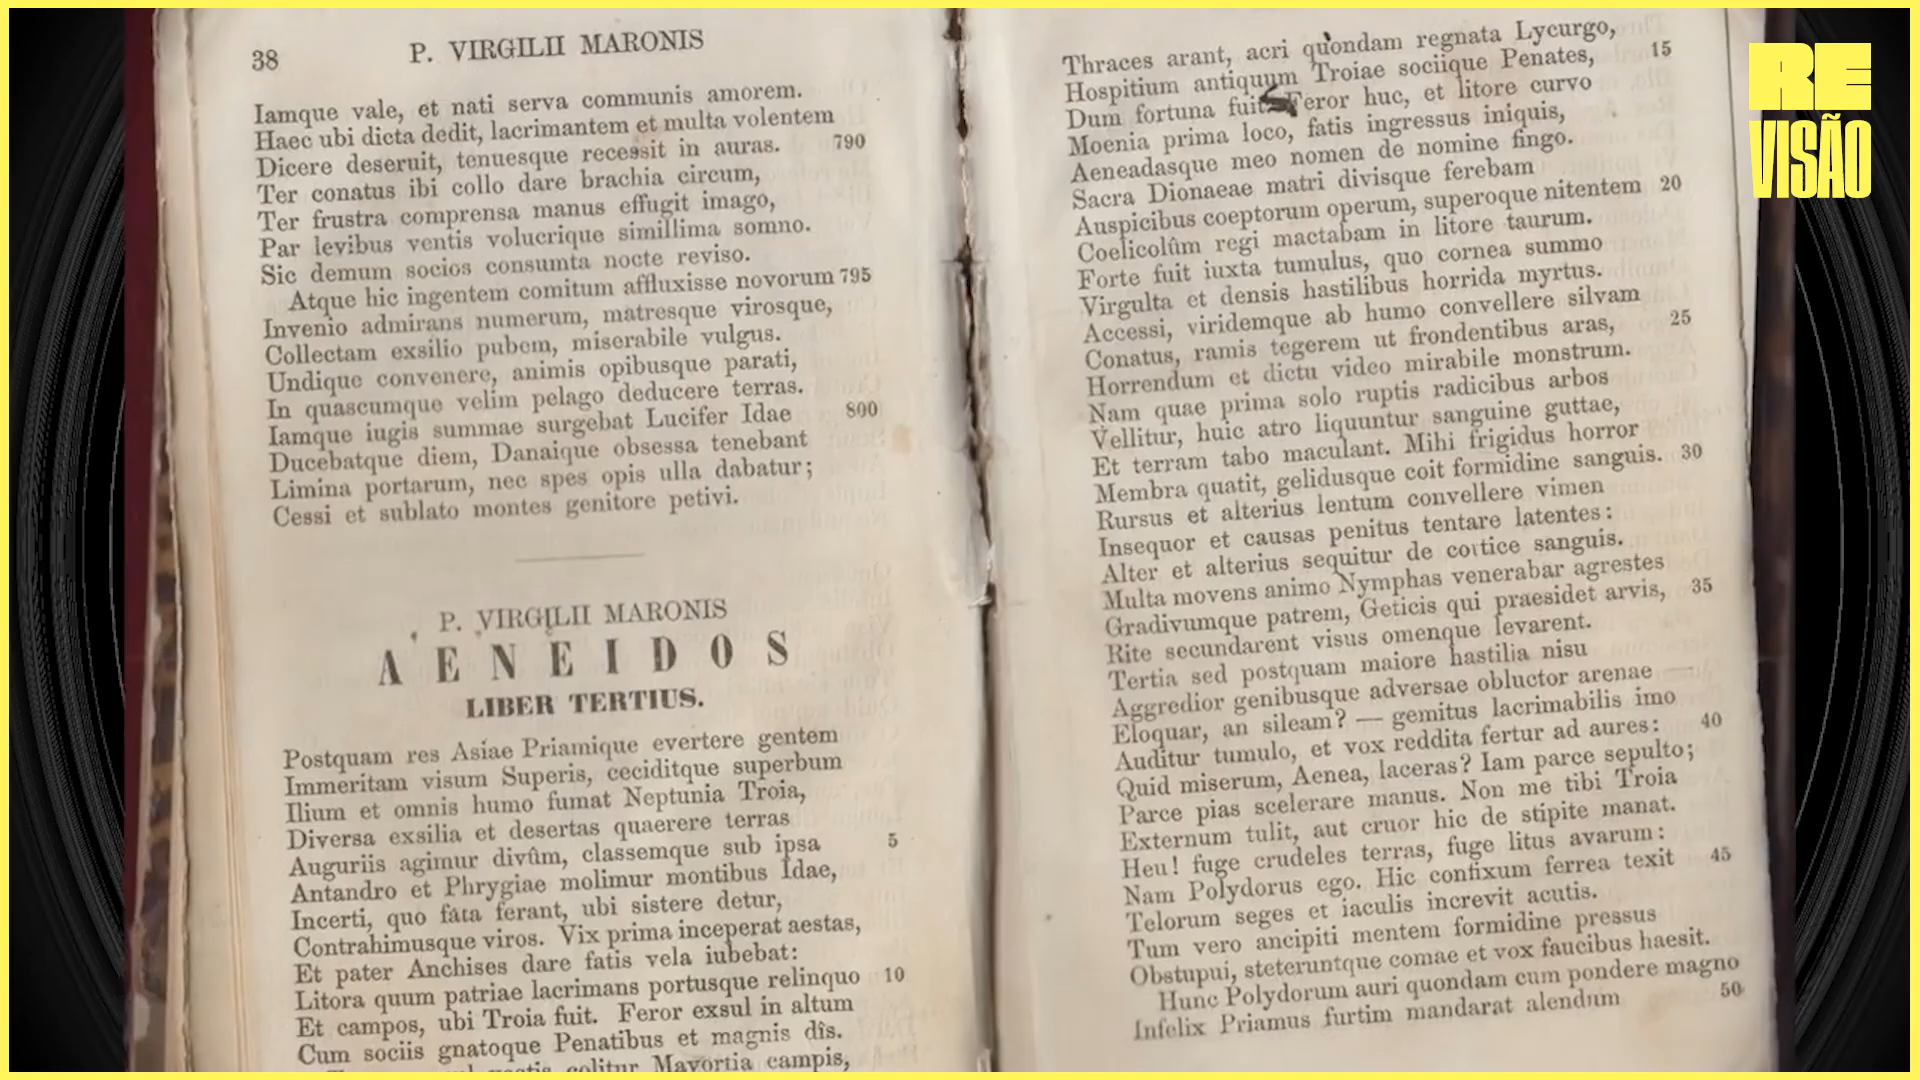 38
P. VIRGILII MARONIS
Iamque vale, et nati serva communis amorem.
Haec ubi dicta dedit, lacrimantem et multa volentem
Dicere deseruit, tenuesque recessit in auras. 790
Ter conatus ibi collo dare brachia circum,
Ter frustra comprensa manus effugit imago,
Par levibus ventis volucrique simillima somno.
Sic demum socios consumta nocte reviso.
Atque hic ingentem comitum affluxisse novorum 795
Invenio admirans numerum, matresque virosque,
Collectam exsilio pubem, miserabile vulgus.
Undique convenere, animis opibusque parati,
In quascumque velim pelago deducere terras.
Iamque iugis summae surgebat Lucifer Idae 800
Ducebatque diem, Danaique obsessa tenebant
Limina portarum, nec spes opis ulla dabatur;
Cessi et sublato montes genitore petivi.
P. VIRGILII MARONIS
AENEIDOS
LIBER TERTIUS.
Postquam res Asiae Priamique evertere gentem
Immeritam visum Superis, ceciditque superbum
Ilium et omnis humo fumat Neptunia Troia,
Diversa exsilia et desertas quaerere terras
Auguriis agimur divûm, classemque sub ipsa 5
Antandro et Phrygiae molimur montibus Idae,
Incerti, quo fata ferant, ubi sistere detur,
Contrahimusque viros. Vix prima inceperat aestas,
Et pater Anchises dare fatis vela iubebat:
Litora quum patriae lacrimans portusque relinquo 10
Et campos, ubi Troia fuit. Feror exsul in altum
Cum sociis gnatoque Penatibus et magnis dîs.
colitur Mavortia campis,
Thraces arant, acri quondam regnata Lycurgo,
Hospitium antiquum Troiae sociique Penates, 15
Dum fortuna fuit. Feror huc, et litore curvo
Moenia prima loco, fatis ingressus iniquis,
Aeneadasque meo nomen de nomine fingo.
Sacra Dionaeae matri divisque ferebam
Auspicibus coeptorum operum, superoque nitentem 20
Coelicolûm regi mactabam in litore taurum.
Forte fuit iuxta tumulus, quo cornea summo
Virgulta et densis hastilibus horrida myrtus.
Accessi, viridemque ab humo convellere silvam
Conatus, ramis tegerem ut frondentibus aras, 25
Horrendum et dictu video mirabile monstrum.
Nam quae prima solo ruptis radicibus arbos
Vellitur, huic atro liquuntur sanguine guttae,
Et terram tabo maculant. Mihi frigidus horror
Membra quatit, gelidusque coit formidine sanguis. 30
Rursus et alterius lentum convellere vimen
Insequor et causas penitus tentare latentes:
Alter et alterius sequitur de cortice sanguis.
Multa movens animo Nymphas venerabar agrestes
Gradivumque patrem, Geticis qui praesidet arvis, 35
Rite secundarent visus omenque levarent.
Tertia sed postquam maiore hastilia nisu
Aggredior genibusque adversae obluctor arenae —
Eloquar, an sileam? — gemitus lacrimabilis imo
Auditur tumulo, et vox reddita fertur ad aures: 40
Quid miserum, Aenea, laceras? Iam parce sepulto;
Parce pias scelerare manus. Non me tibi Troia
Externum tulit, aut cruor hic de stipite manat.
Heu! fuge crudeles terras, fuge litus avarum:
Nam Polydorus ego. Hic confixum ferrea texit 45
Telorum seges et iaculis increvit acutis.
Tum vero ancipiti mentem formidine pressus
Obstupui, steteruntque comae et vox faucibus haesit.
Hunc Polydorum auri quondam cum pondere magno
Infelix Priamus furtim mandarat alendum 50
RE
VISÃO